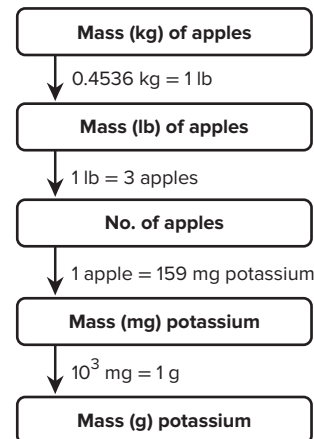 Mass (kg) of apples
0.4536 kg = 1 lb
Mass (lb) of apples
1 lb = 3 apples
No. of apples
1 apple = 159 mg potassium
Mass (mg) potassium
10³ mg = 1 g
Mass (g) potassium